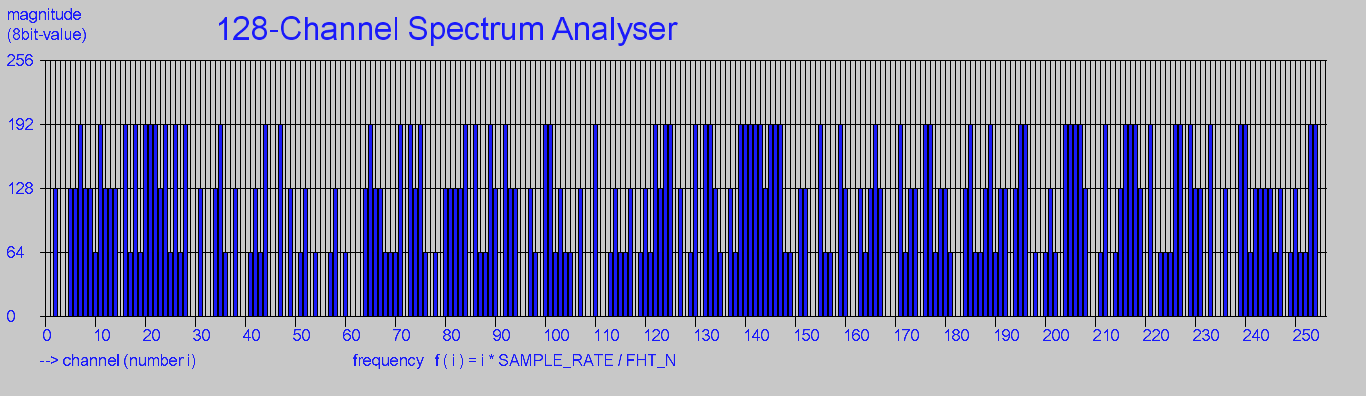 magnitude
(8bit-value)
128-Channel Spectrum Analyser
256
192
128
64
0
0 10 20 30 40 50 60 70 80 90 100 110 120 130 140 150 160 170 180 190 200 210 220 230 240 250
--> channel (number i) frequency f ( i ) = i * SAMPLE_RATE / FHT_N